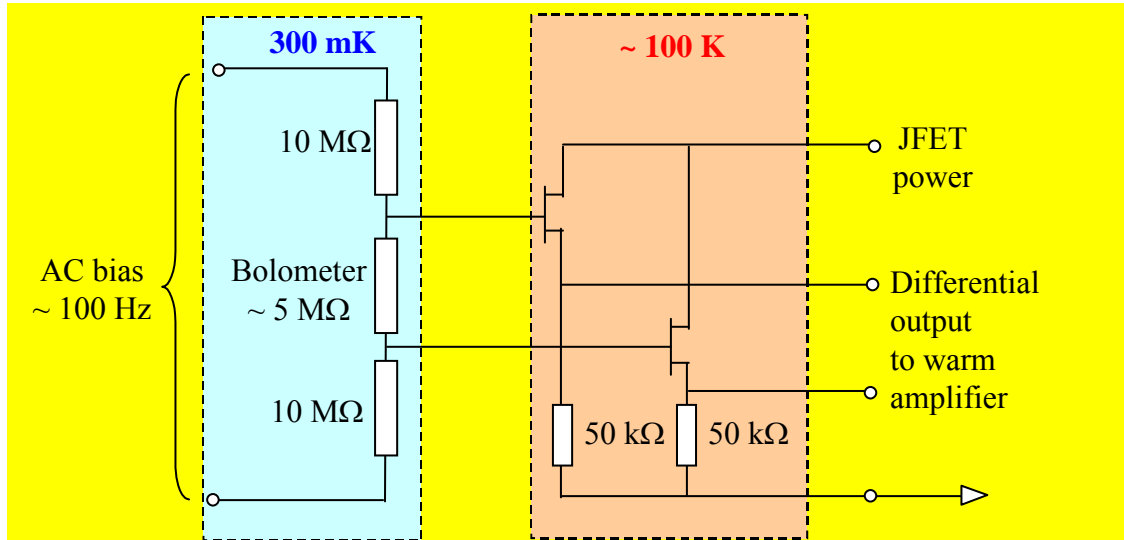 300 mK
~ 100 K
10 MΩ
JFET
power
AC bias
~ 100 Hz
Bolometer
~ 5 MΩ
Differential
output
to warm
amplifier
10 MΩ
50 kΩ
50 kΩ